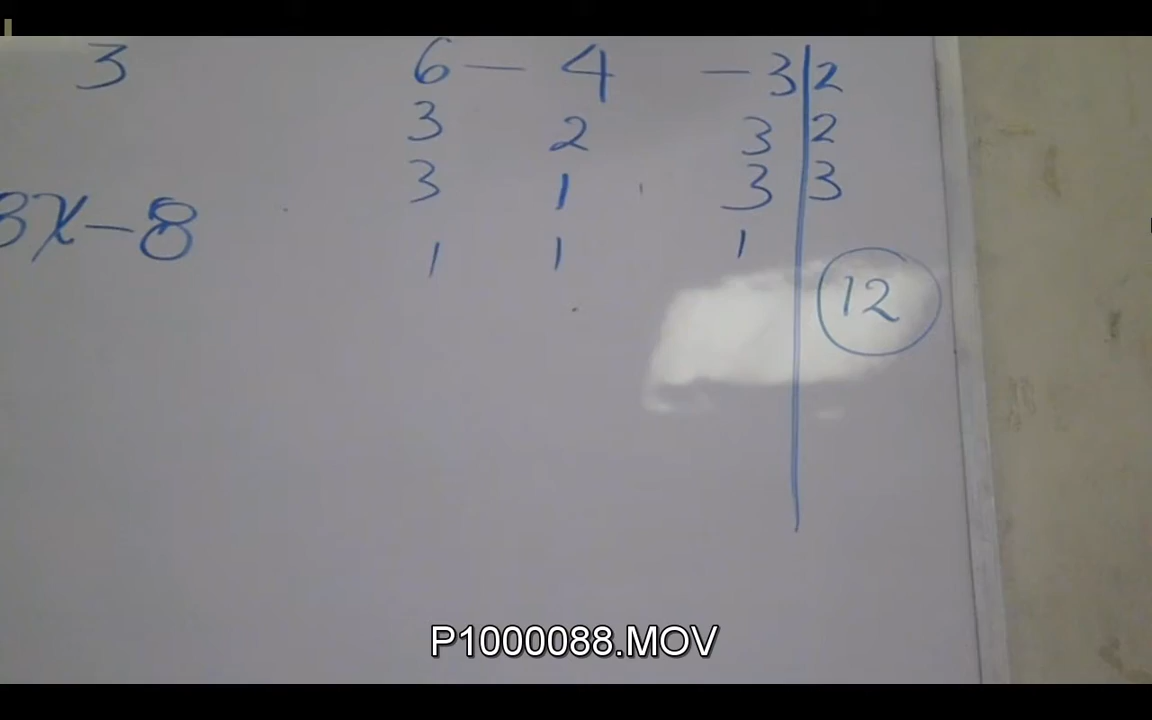 3
6 — 4 — 3 | 2
3 2 3 | 2
3 1 3 | 3
1 1 1
3x - 8
12
P1000088.MOV